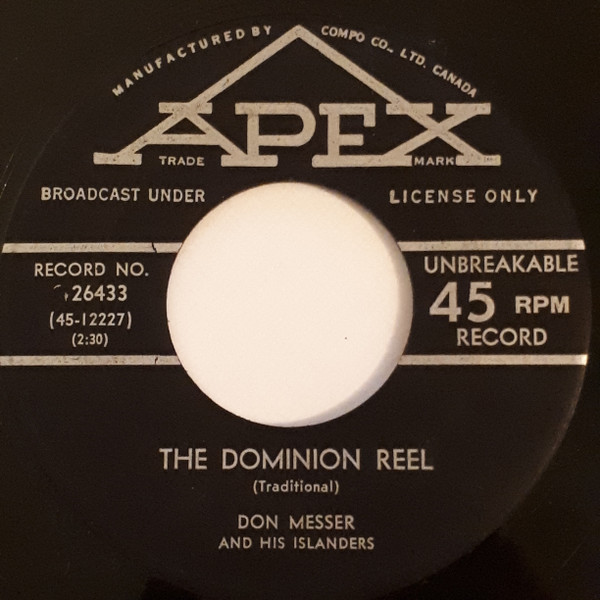 MANUFACTURED BY COMPO CO., LTD. CANADA
APEX
TRADE MARK
BROADCAST UNDER LICENSE ONLY
RECORD NO.
26433
(45-12227)
(2:30)
UNBREAKABLE
45 RPM
RECORD
THE DOMINION REEL
(Traditional)
DON MESSER
AND HIS ISLANDERS